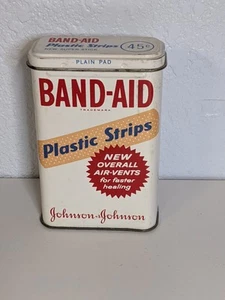 BAND-AID
Plastic Strips
45¢
PLAIN PAD
BAND-AID
TRADEMARK
Plastic Strips
NEW
OVERALL
AIR-VENTS
for faster
healing
Johnson & Johnson